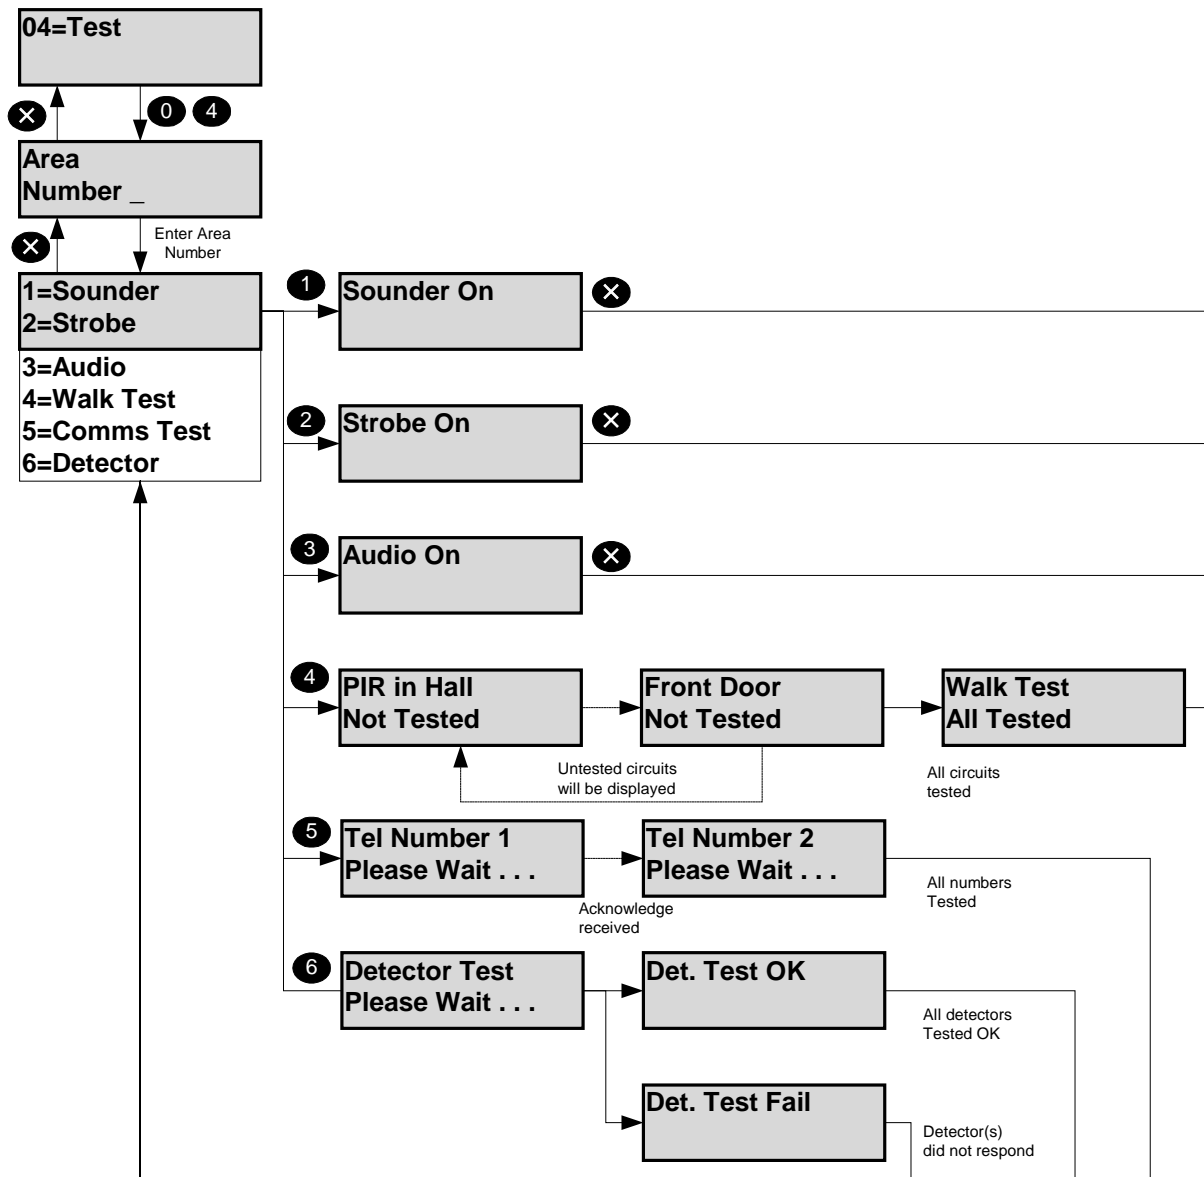 04=Test
0 4
Area
Number _
Enter Area
Number
1=Sounder
2=Strobe
3=Audio
4=Walk Test
5=Comms Test
6=Detector
1
Sounder On
2
Strobe On
3
Audio On
4
PIR in Hall
Not Tested
Front Door
Not Tested
Walk Test
All Tested
Untested circuits
will be displayed
All circuits
tested
5
Tel Number 1
Please Wait . . .
Tel Number 2
Please Wait . . .
Acknowledge
received
All numbers
Tested
6
Detector Test
Please Wait . . .
Det. Test OK
All detectors
Tested OK
Det. Test Fail
Detector(s)
did not respond